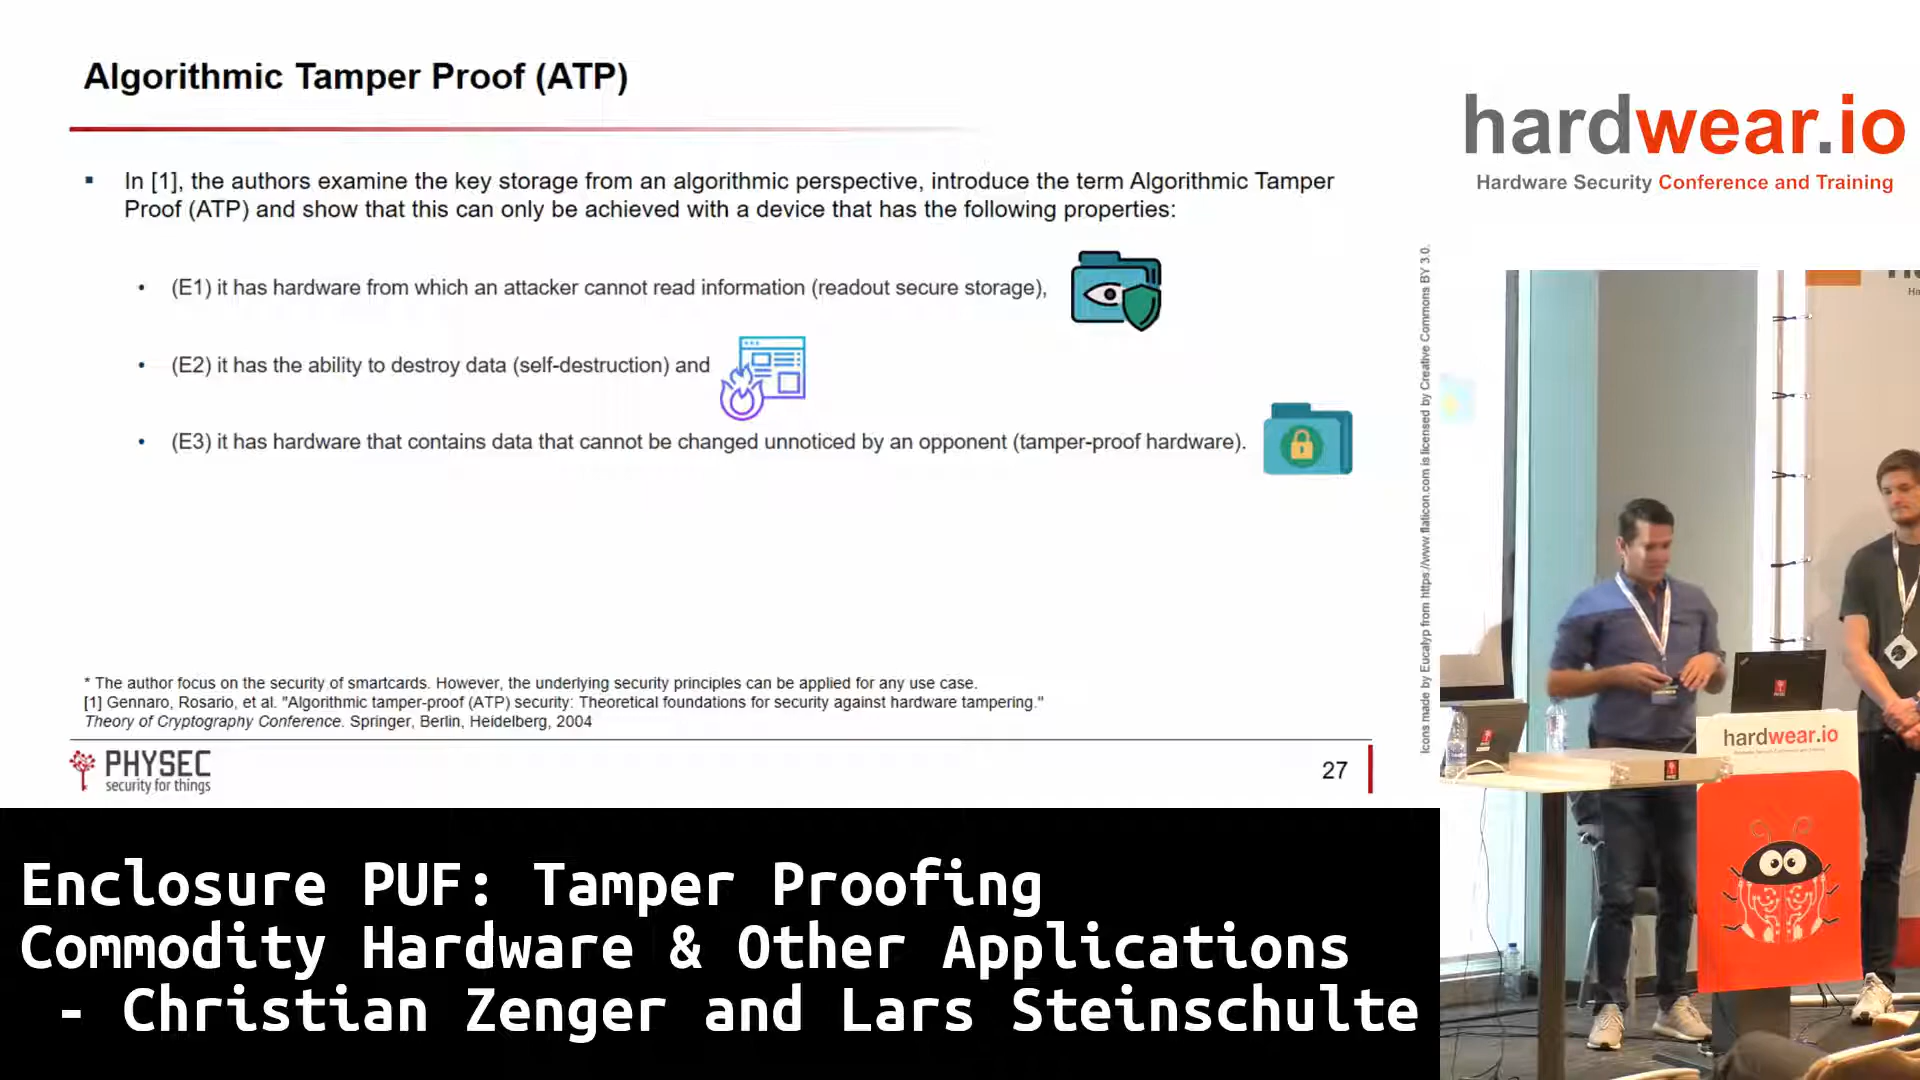 Algorithmic Tamper Proof (ATP)
In [1], the authors examine the key storage from an algorithmic perspective, introduce the term Algorithmic Tamper
Proof (ATP) and show that this can only be achieved with a device that has the following properties:
(E1) it has hardware from which an attacker cannot read information (readout secure storage),
(E2) it has the ability to destroy data (self-destruction) and
(E3) it has hardware that contains data that cannot be changed unnoticed by an opponent (tamper-proof hardware).
* The author focus on the security of smartcards. However, the underlying security principles can be applied for any use case.
[1] Gennaro, Rosario, et al. "Algorithmic tamper-proof (ATP) security: Theoretical foundations for security against hardware tampering."
Theory of Cryptography Conference. Springer, Berlin, Heidelberg, 2004
PHYSEC
security for things
27
Icons made by Eucalyp from https://www.flaticon.com is licensed by Creative Commons BY 3.0.
hardwear.io
Hardware Security Conference and Training
hardwear.io
Enclosure PUF: Tamper Proofing
Commodity Hardware & Other Applications
- Christian Zenger and Lars Steinschulte